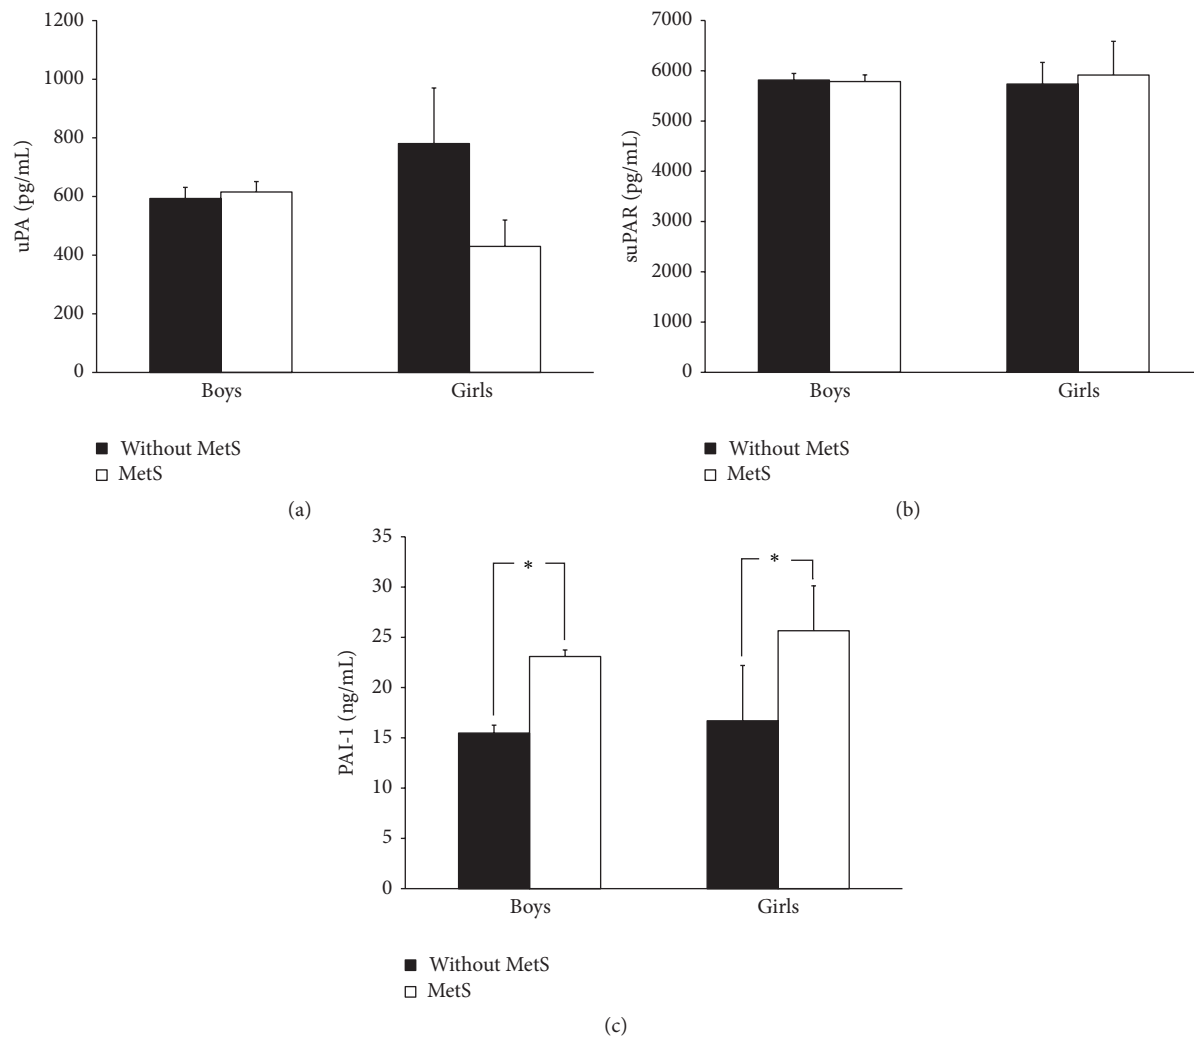 1200
1000
800
600
400
200
0
uPA (pg/mL)
Boys
Girls
Without MetS
MetS
(a)
7000
6000
5000
4000
3000
2000
1000
0
suPAR (pg/mL)
Boys
Girls
Without MetS
MetS
(b)
35
30
25
20
15
10
5
0
PAI-1 (ng/mL)
*
*
Boys
Girls
Without MetS
MetS
(c)